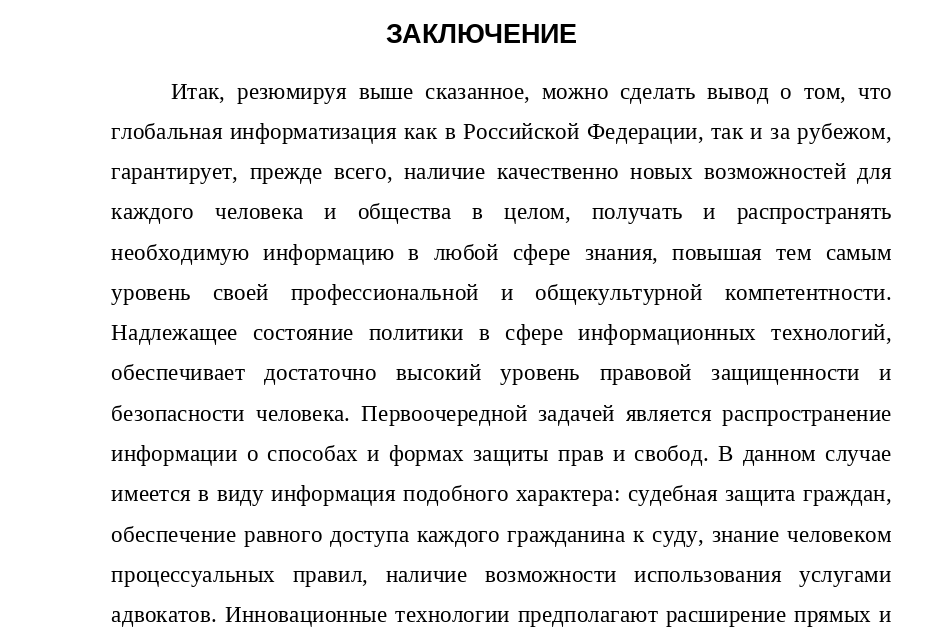 ЗАКЛЮЧЕНИЕ
Итак, резюмируя выше сказанное, можно сделать вывод о том, что
глобальная информатизация как в Российской Федерации, так и за рубежом,
гарантирует, прежде всего, наличие качественно новых возможностей для
каждого человека и общества в целом, получать и распространять
необходимую информацию в любой сфере знания, повышая тем самым
уровень своей профессиональной и общекультурной компетентности.
Надлежащее состояние политики в сфере информационных технологий,
обеспечивает достаточно высокий уровень правовой защищенности и
безопасности человека. Первоочередной задачей является распространение
информации о способах и формах защиты прав и свобод. В данном случае
имеется в виду информация подобного характера: судебная защита граждан,
обеспечение равного доступа каждого гражданина к суду, знание человеком
процессуальных правил, наличие возможности использования услугами
адвокатов. Инновационные технологии предполагают расширение прямых и